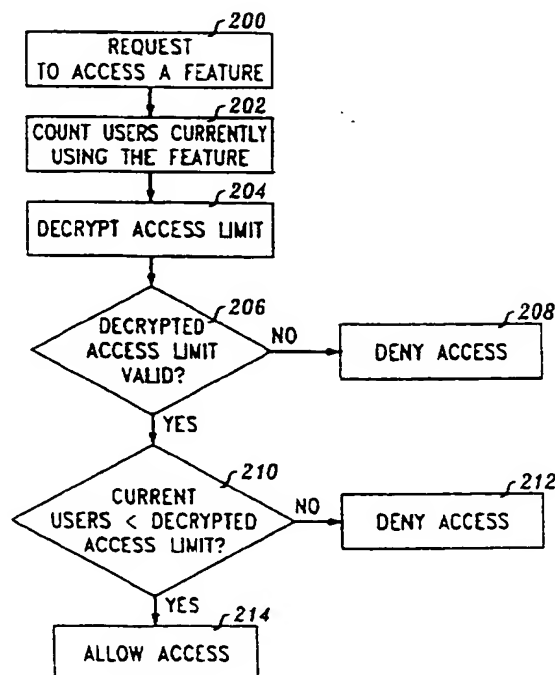 200
REQUEST
TO ACCESS A FEATURE
202
COUNT USERS CURRENTLY
USING THE FEATURE
204
DECRYPT ACCESS LIMIT
206
DECRYPTED
ACCESS LIMIT
VALID?
NO
208
DENY ACCESS
YES
210
CURRENT
USERS < DECRYPTED
ACCESS LIMIT?
NO
212
DENY ACCESS
YES
214
ALLOW ACCESS